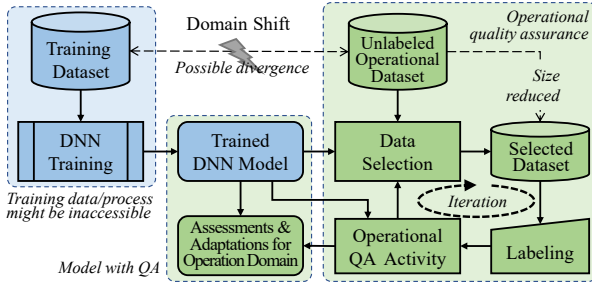 Training
Dataset
Domain Shift
Possible divergence
Unlabeled
Operational
Dataset
Operational
quality assurance
Size
reduced
DNN
Training
Trained
DNN Model
Data
Selection
Selected
Dataset
Training data/process
might be inaccessible
Iteration
Assessments &
Adaptations for
Operation Domain
Operational
QA Activity
Labeling
Model with QA